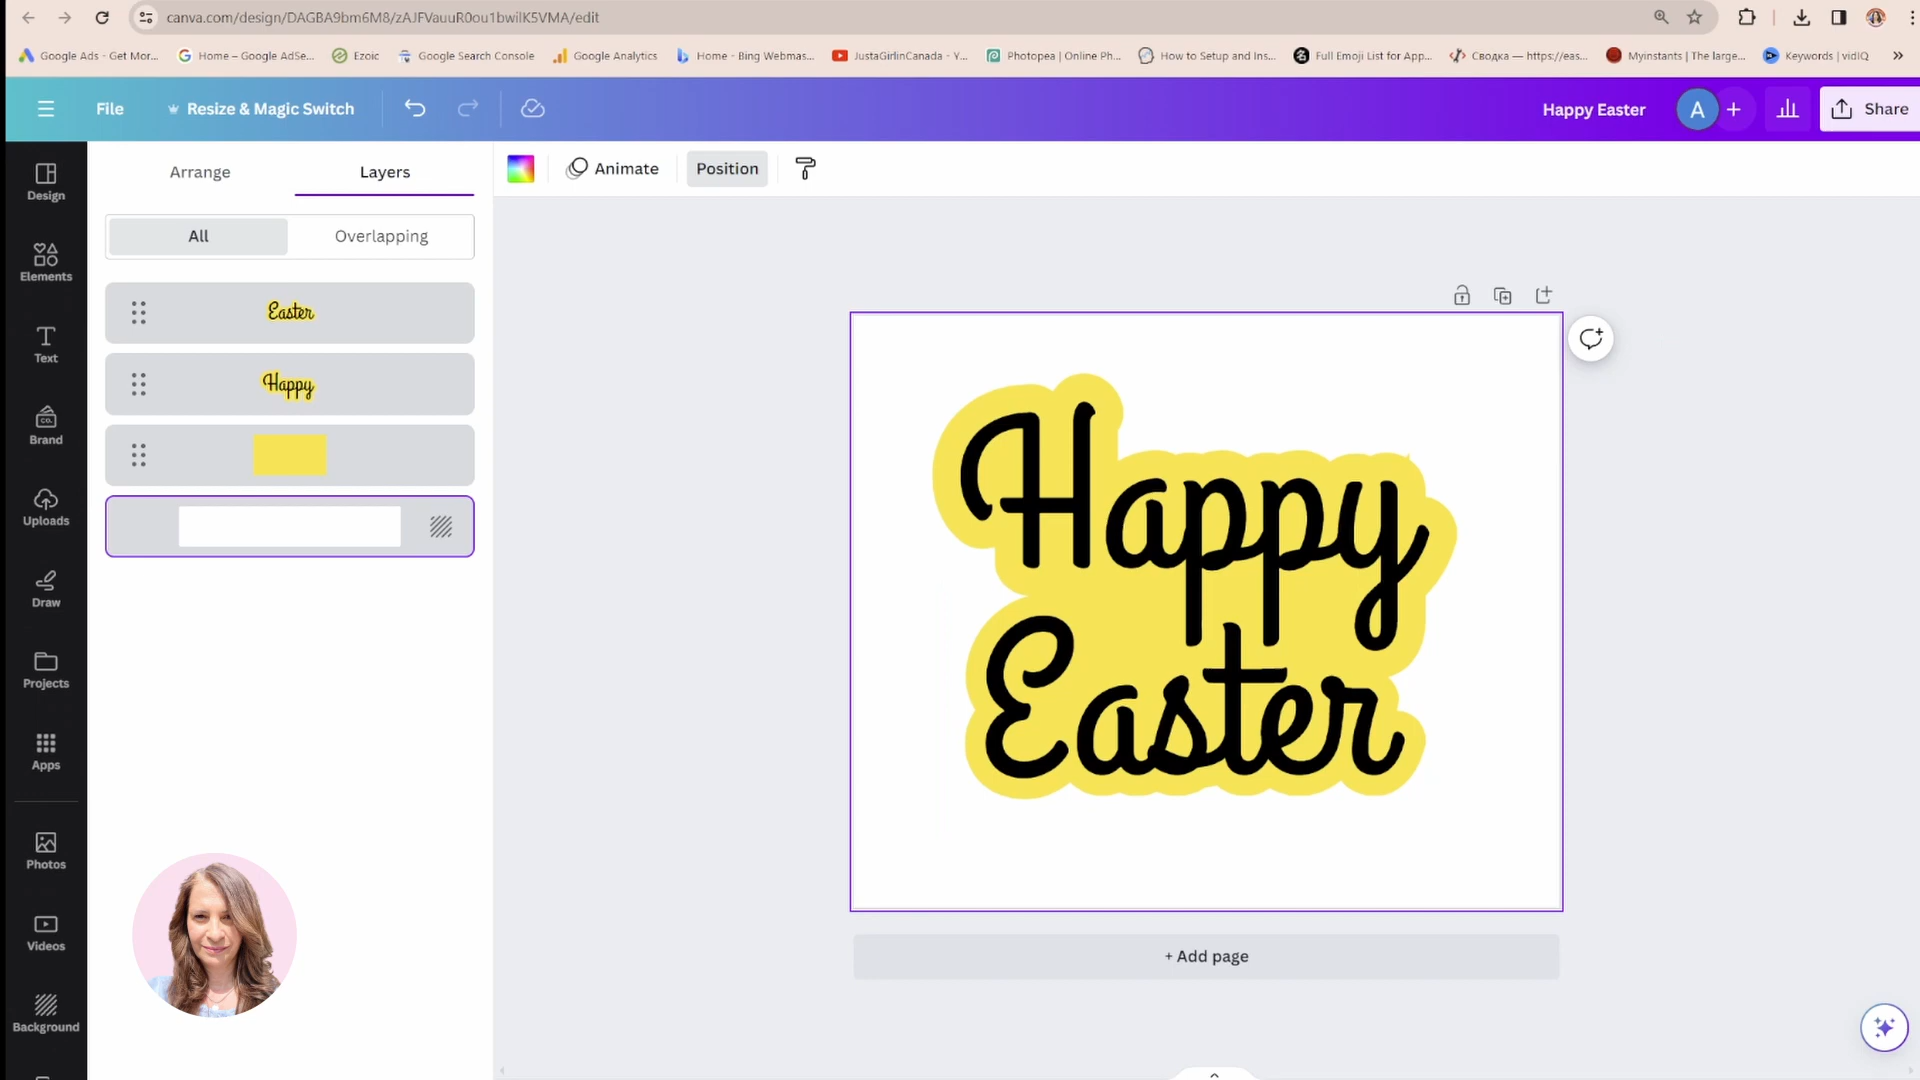 canva.com/design/DAGBA9bm6M8/zAJFVauuR0ou1bwilK5VMA/edit
Google Ads - Get Mor... Home – Google AdSe... Ezoic Google Search Console Google Analytics Home - Bing Webmas... JustaGirlinCanada - Y... Photopea | Online Ph... How to Setup and Ins... Full Emoji List for App... Сводка — https://eas... Myinstants | The large... Keywords | vidIQ »
File Resize & Magic Switch Happy Easter A + Share
Arrange Layers
Animate Position
All Overlapping
Easter
Happy
Design
Elements
Text
CO.
Brand
Uploads
Draw
Projects
Apps
Photos
Videos
Background
Happy
Easter
+ Add page